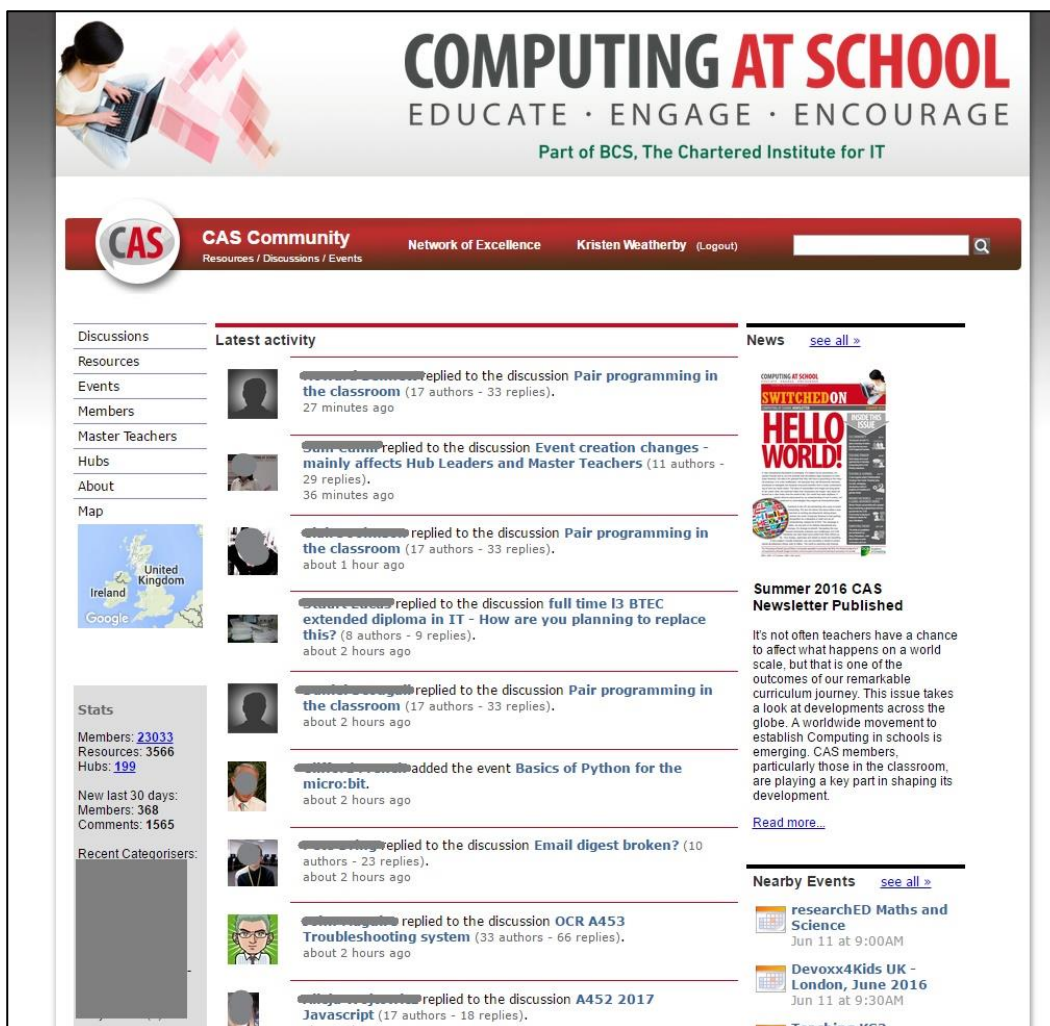 COMPUTING AT SCHOOL
EDUCATE · ENGAGE · ENCOURAGE
Part of BCS, The Chartered Institute for IT
CAS
CAS Community
Resources / Discussions / Events
Network of Excellence
Kristen Weatherby (Logout)
Discussions
Resources
Events
Members
Master Teachers
Hubs
About
Map
United
Kingdom
Ireland
Google
Stats
Members: 23033
Resources: 3566
Hubs: 199
New last 30 days:
Members: 368
Comments: 1565
Recent Categorisers:
Latest activity
replied to the discussion Pair programming in
the classroom (17 authors - 33 replies).
27 minutes ago
replied to the discussion Event creation changes -
mainly affects Hub Leaders and Master Teachers (11 authors -
29 replies).
36 minutes ago
replied to the discussion Pair programming in
the classroom (17 authors - 33 replies).
about 1 hour ago
replied to the discussion full time l3 BTEC
extended diploma in IT - How are you planning to replace
this? (8 authors - 9 replies).
about 2 hours ago
replied to the discussion Pair programming in
the classroom (17 authors - 33 replies).
about 2 hours ago
added the event Basics of Python for the
micro:bit.
about 2 hours ago
replied to the discussion Email digest broken? (10
authors - 23 replies).
about 2 hours ago
replied to the discussion OCR A453
Troubleshooting system (33 authors - 66 replies).
about 2 hours ago
replied to the discussion A452 2017
Javascript (17 authors - 18 replies).
News see all »
COMPUTING AT SCHOOL
SWITCHEDON
HELLO
WORLD!
INSIDE THIS
ISSUE
Summer 2016 CAS
Newsletter Published
It's not often teachers have a chance
to affect what happens on a world
scale, but that is one of the
outcomes of our remarkable
curriculum journey. This issue takes
a look at developments across the
globe. A worldwide movement to
establish Computing in schools is
emerging. CAS members,
particularly those in the classroom,
are playing a key part in shaping its
development.
Read more...
Nearby Events see all »
researchED Maths and
Science
Jun 11 at 9:00AM
Devoxx4Kids UK -
London, June 2016
Jun 11 at 9:30AM